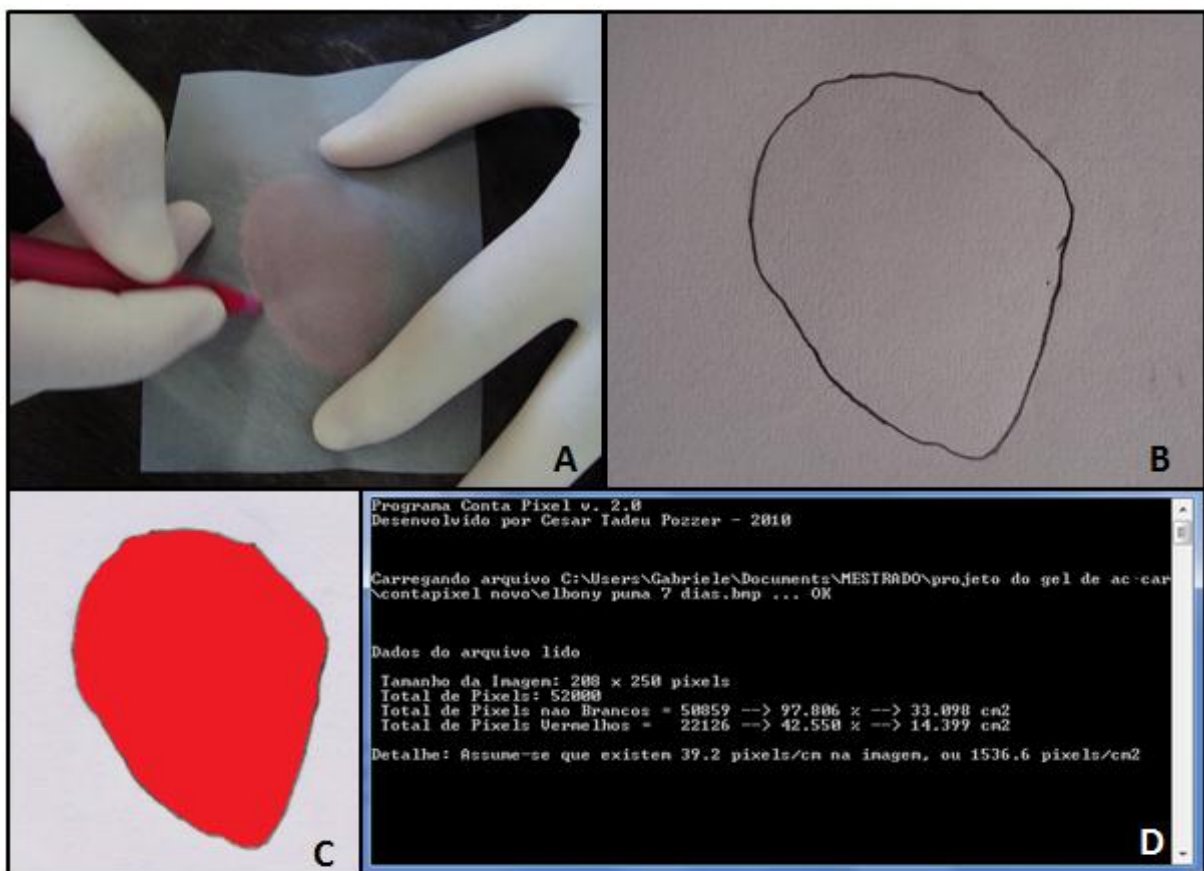 A
B
C
Programa Conta Pixel v. 2.0
Desenvolvido por Cesar Tadeu Pozzer - 2010
Carregando arquivo C:\Users\Gabriele\Documents\MESTRADO\projeto do gel de ac-car
\contapixel novo\elbony puma 7 dias.bmp ... OK
Dados do arquivo lido
Tamanho da Imagem: 208 x 250 pixels
Total de Pixels: 52000
Total de Pixels nao Brancos = 50859 --> 97.806 % --> 33.098 cm2
Total de Pixels Vermelhos = 22126 --> 42.550 % --> 14.399 cm2
Detalhe: Assume-se que existem 39.2 pixels/cm na imagem, ou 1536.6 pixels/cm2
D